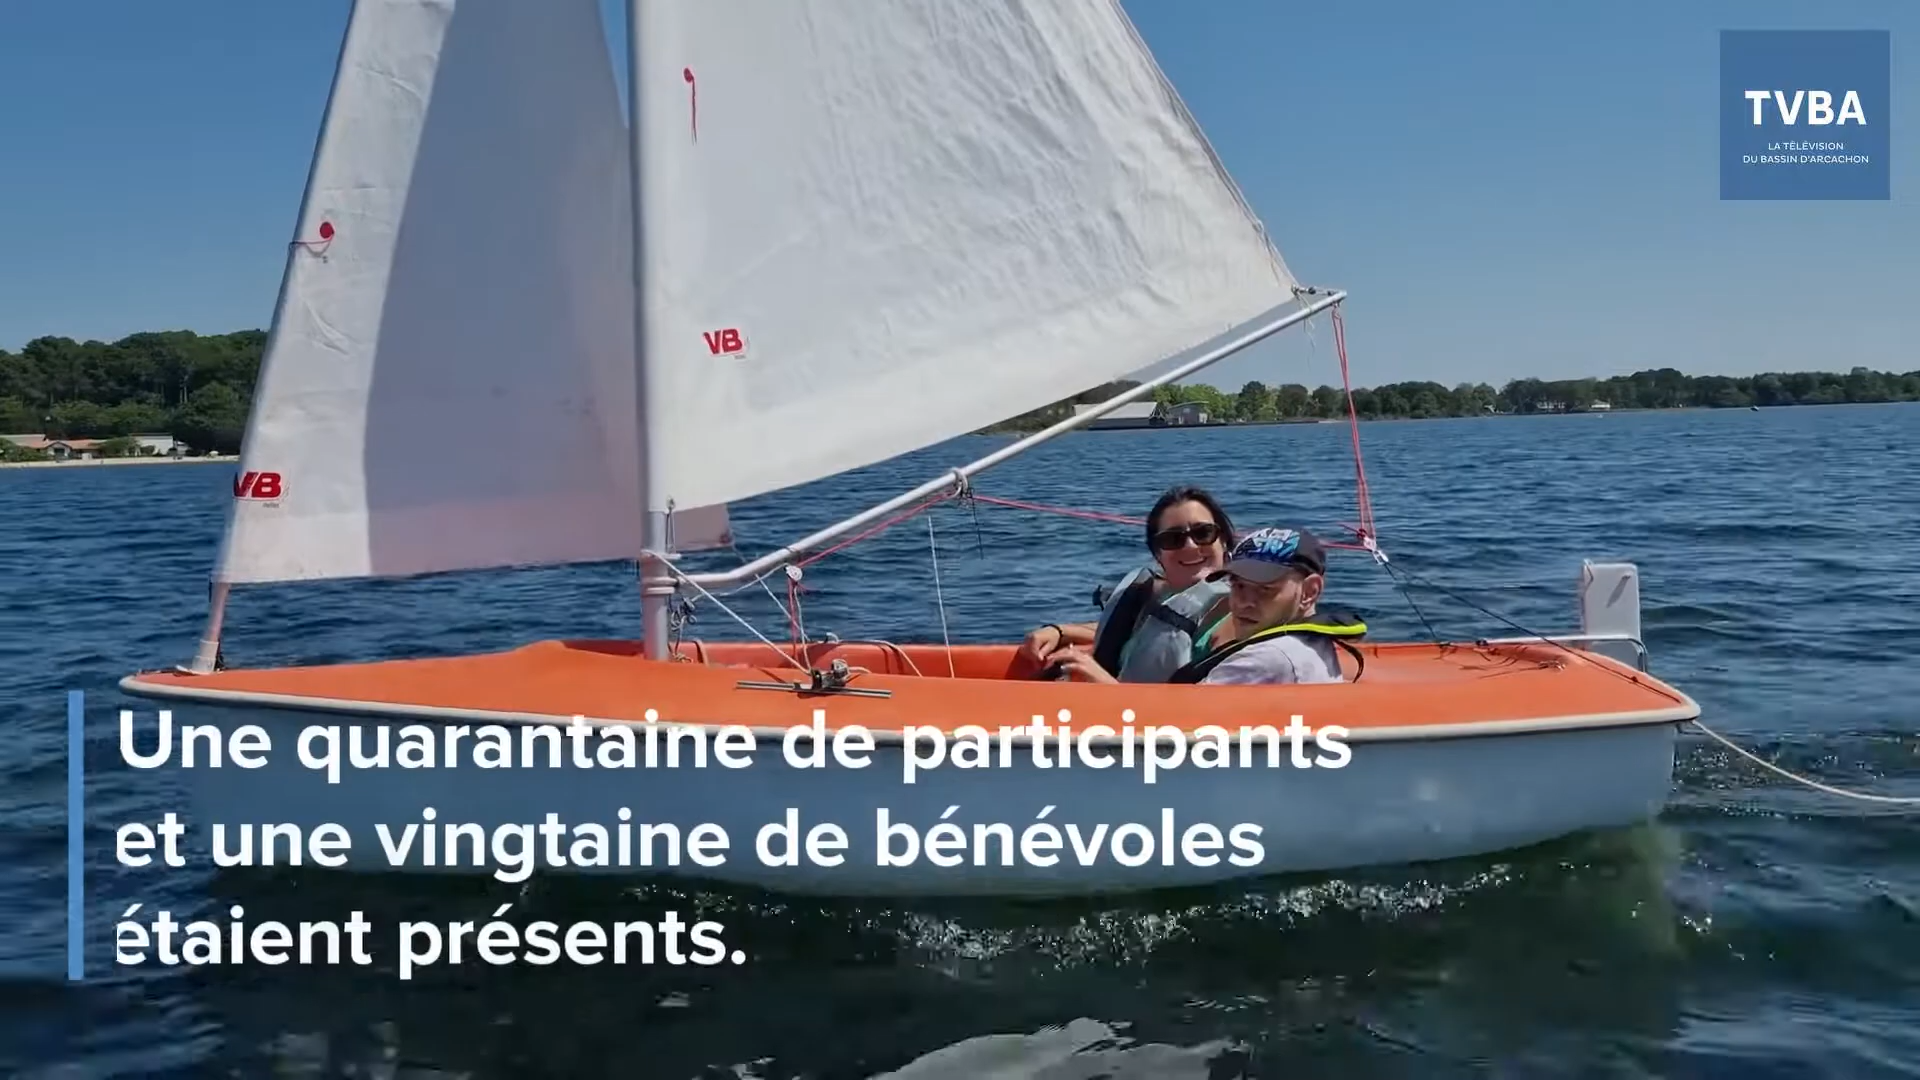 TVBA
LA TÉLÉVISION
DU BASSIN D'ARCACHON
VB
VB
Une quarantaine de participants
et une vingtaine de bénévoles
étaient présents.